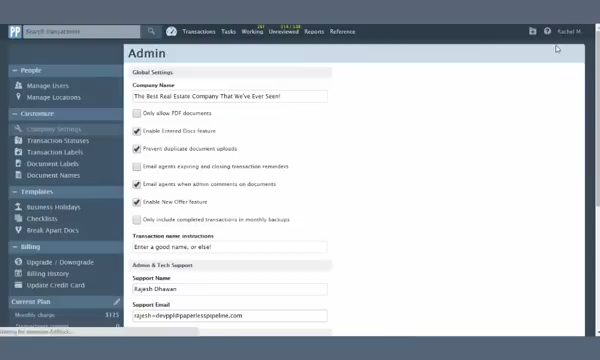 PP Search transactions Transactions Tasks Working Unreviewed Reports Reference Rachel M.
Admin
People
Manage Users
Manage Locations
Customize
Company Settings
Transaction Statuses
Transaction Labels
Document Labels
Document Names
Templates
Business Holidays
Checklists
Break Apart Docs
Billing
Upgrade / Downgrade
Billing History
Update Credit Card
Current Plan
Monthly charge $125
Global Settings
Company Name
The Best Real Estate Company That We've Ever Seen!
Only allow PDF documents
Enable Entered Docs feature
Prevent duplicate document uploads
Email agents expiring and closing transaction reminders
Email agents when admin comments on documents
Enable New Offer feature
Only include completed transactions in monthly backups
Transaction name instructions
Enter a good name, or else!
Admin & Tech Support
Support Name
Rajesh Dhawan
Support Email
rajesh+devppl@paperlesspipeline.com